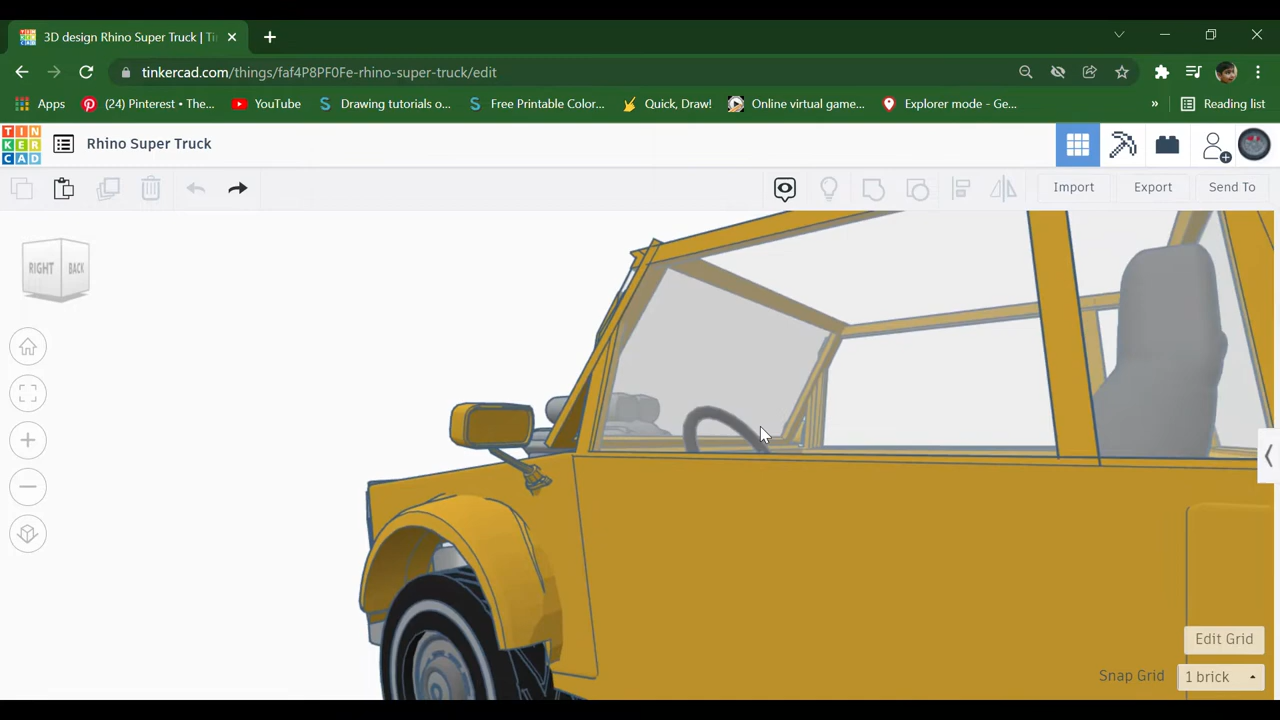 3D design Rhino Super Truck | Ti
tinkercad.com/things/faf4P8PF0Fe-rhino-super-truck/edit
Apps
(24) Pinterest • The...
YouTube
Drawing tutorials o...
Free Printable Color...
Quick, Draw!
Online virtual game...
Explorer mode - Ge...
»
Reading list
TIN
KER
CAD
Rhino Super Truck
Import
Export
Send To
RIGHT
BACK
Edit Grid
Snap Grid
1 brick